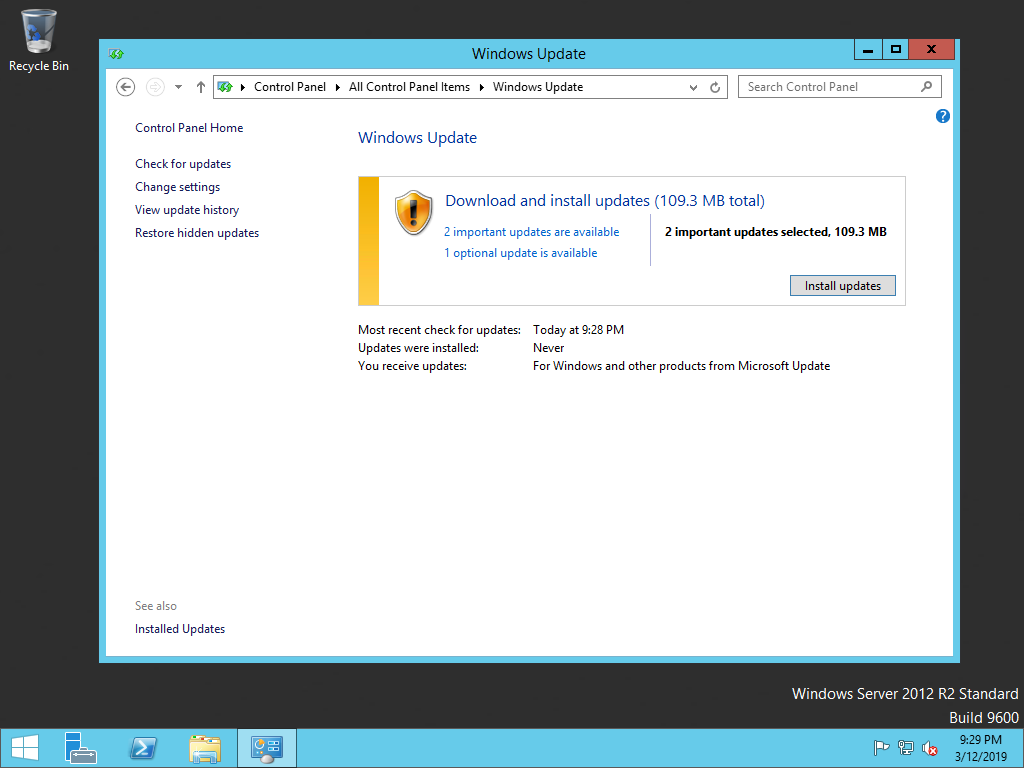 Recycle Bin
Windows Update
Control Panel All Control Panel Items Windows Update
Search Control Panel
Control Panel Home
Check for updates
Change settings
View update history
Restore hidden updates
Windows Update
Download and install updates (109.3 MB total)
2 important updates are available
1 optional update is available
2 important updates selected, 109.3 MB
Install updates
Most recent check for updates: Today at 9:28 PM
Updates were installed: Never
You receive updates: For Windows and other products from Microsoft Update
See also
Installed Updates
Windows Server 2012 R2 Standard
Build 9600
9:29 PM
3/12/2019